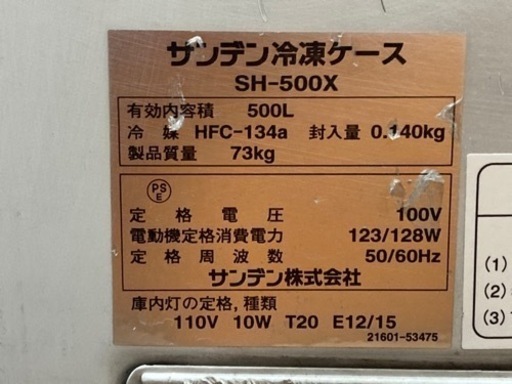 サンデン冷凍ケース
SH-500X
有効内容積 500L
冷媒 HFC-134a 封入量 0.140kg
製品質量 73kg
PS
E
定格電圧 100V
電動機定格消費電力 123/128W
定格周波数 50/60Hz
サンデン株式会社
庫内灯の定格,種類
110V 10W T20 E12/15
21601-53475
(1)
(2)
(3)